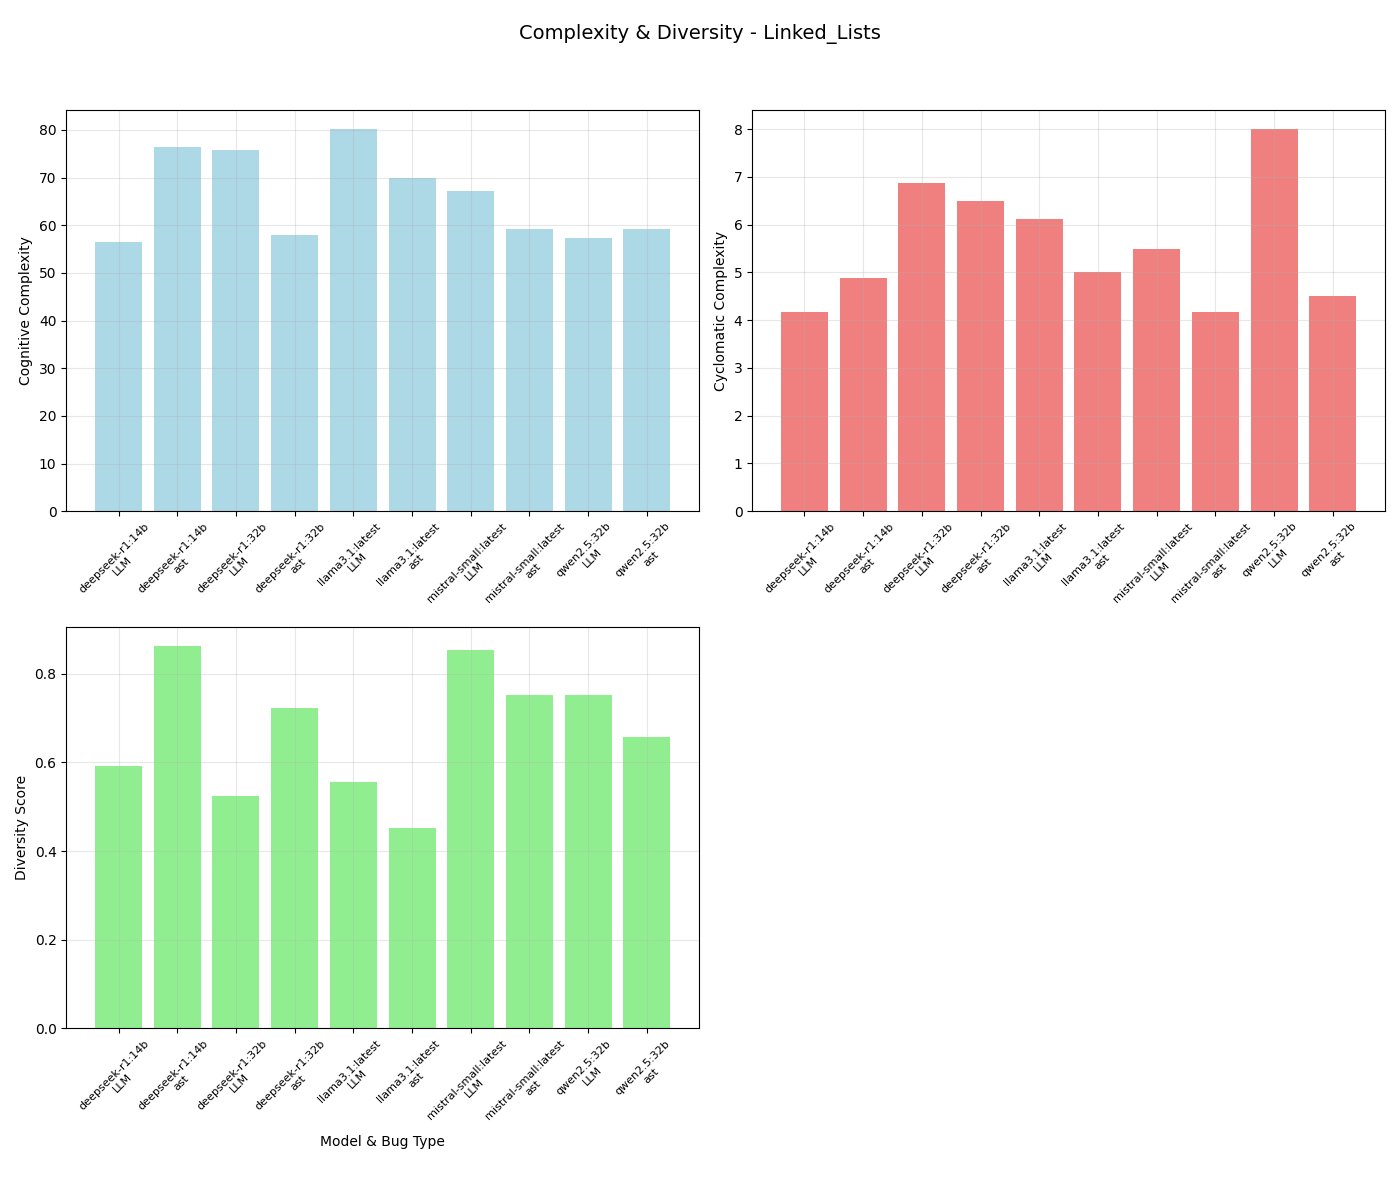 Complexity & Diversity - Linked_Lists
Cognitive Complexity
80
70
60
50
40
30
20
10
0
deepseek-r1:14b
LLM
deepseek-r1:14b
ast
deepseek-r1:32b
LLM
deepseek-r1:32b
ast
llama3.1:latest
LLM
llama3.1:latest
ast
mistral-small:latest
LLM
mistral-small:latest
ast
qwen2.5:32b
LLM
qwen2.5:32b
ast
Cyclomatic Complexity
8
7
6
5
4
3
2
1
0
deepseek-r1:14b
LLM
deepseek-r1:14b
ast
deepseek-r1:32b
LLM
deepseek-r1:32b
ast
llama3.1:latest
LLM
llama3.1:latest
ast
mistral-small:latest
LLM
mistral-small:latest
ast
qwen2.5:32b
LLM
qwen2.5:32b
ast
Diversity Score
0.8
0.6
0.4
0.2
0.0
deepseek-r1:14b
LLM
deepseek-r1:14b
ast
deepseek-r1:32b
LLM
deepseek-r1:32b
ast
llama3.1:latest
LLM
llama3.1:latest
ast
mistral-small:latest
LLM
mistral-small:latest
ast
qwen2.5:32b
LLM
qwen2.5:32b
ast
Model & Bug Type